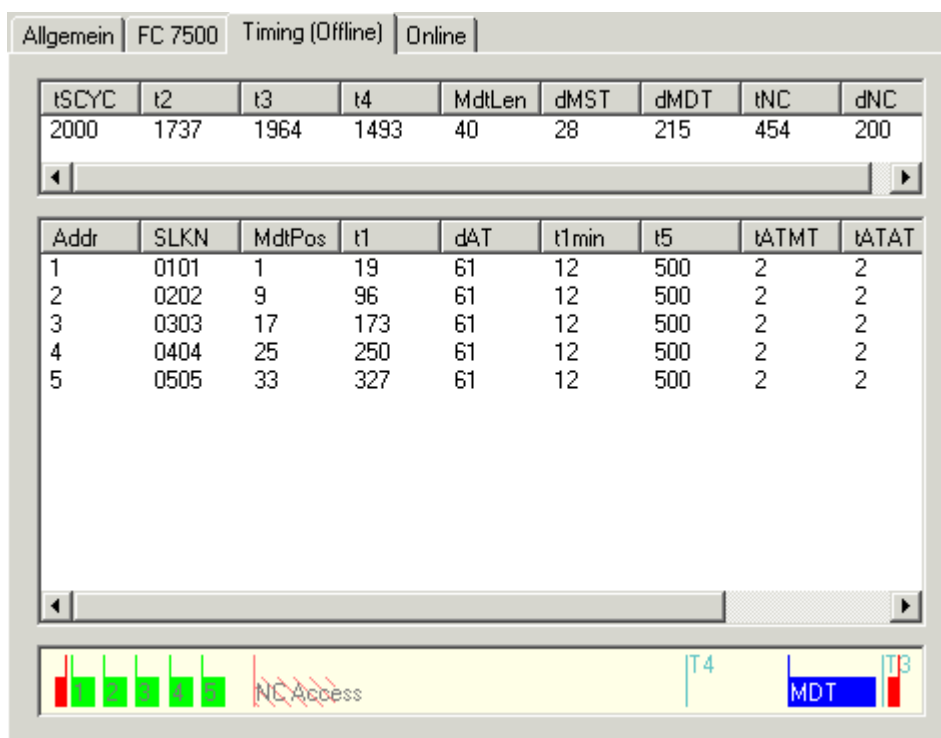 Allgemein FC 7500 Timing (Offline) Online
tSCYC t2 t3 t4 MdtLen dMST dMDT tNC dNC
2000 1737 1964 1493 40 28 215 454 200
Addr SLKN MdtPos t1 dAT t1min t5 tATMT tATAT
1 0101 1 19 61 12 500 2 2
2 0202 9 96 61 12 500 2 2
3 0303 17 173 61 12 500 2 2
4 0404 25 250 61 12 500 2 2
5 0505 33 327 61 12 500 2 2
T4 T3
1 2 3 4 5 NC Access MDT